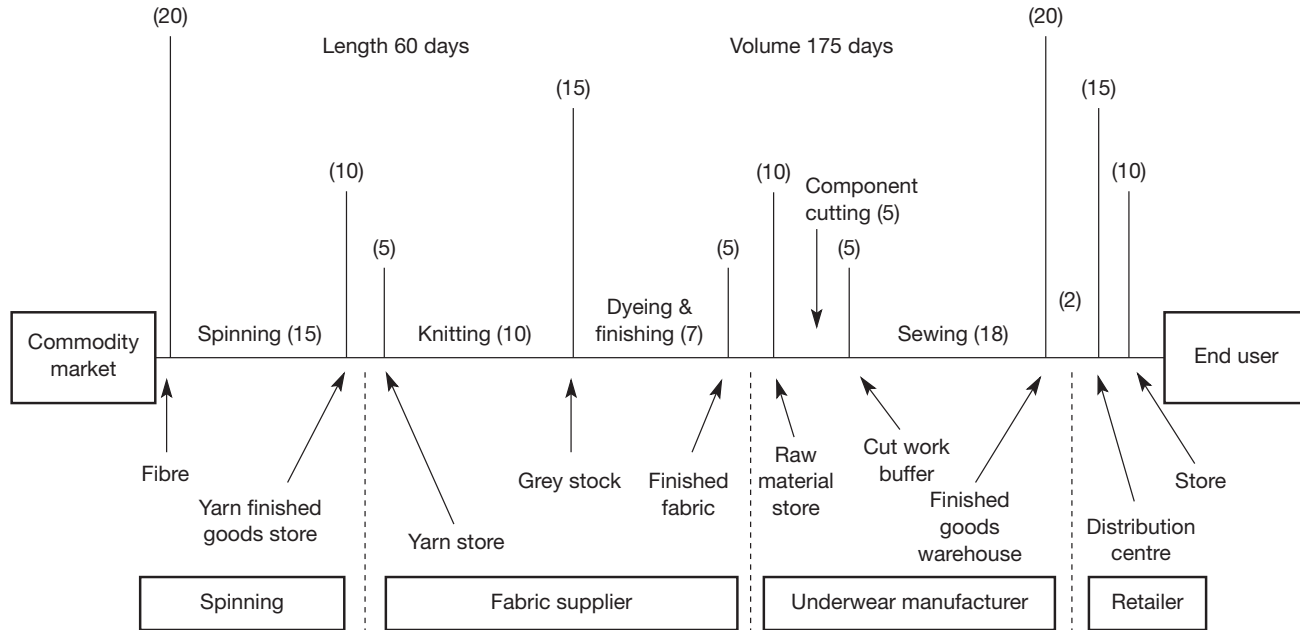 (20)
(20)
Length 60 days
Volume 175 days
(15)
(15)
(10)
(10)
Component
cutting (5)
(10)
(5)
(5)
(5)
Dyeing &
finishing (7)
(2)
Spinning (15)
Knitting (10)
Sewing (18)
Commodity
market
End user
Fibre
Yarn finished
goods store
Yarn store
Grey stock
Finished
fabric
Raw
material
store
Cut work
buffer
Finished
goods
warehouse
Distribution
centre
Store
Spinning
Fabric supplier
Underwear manufacturer
Retailer